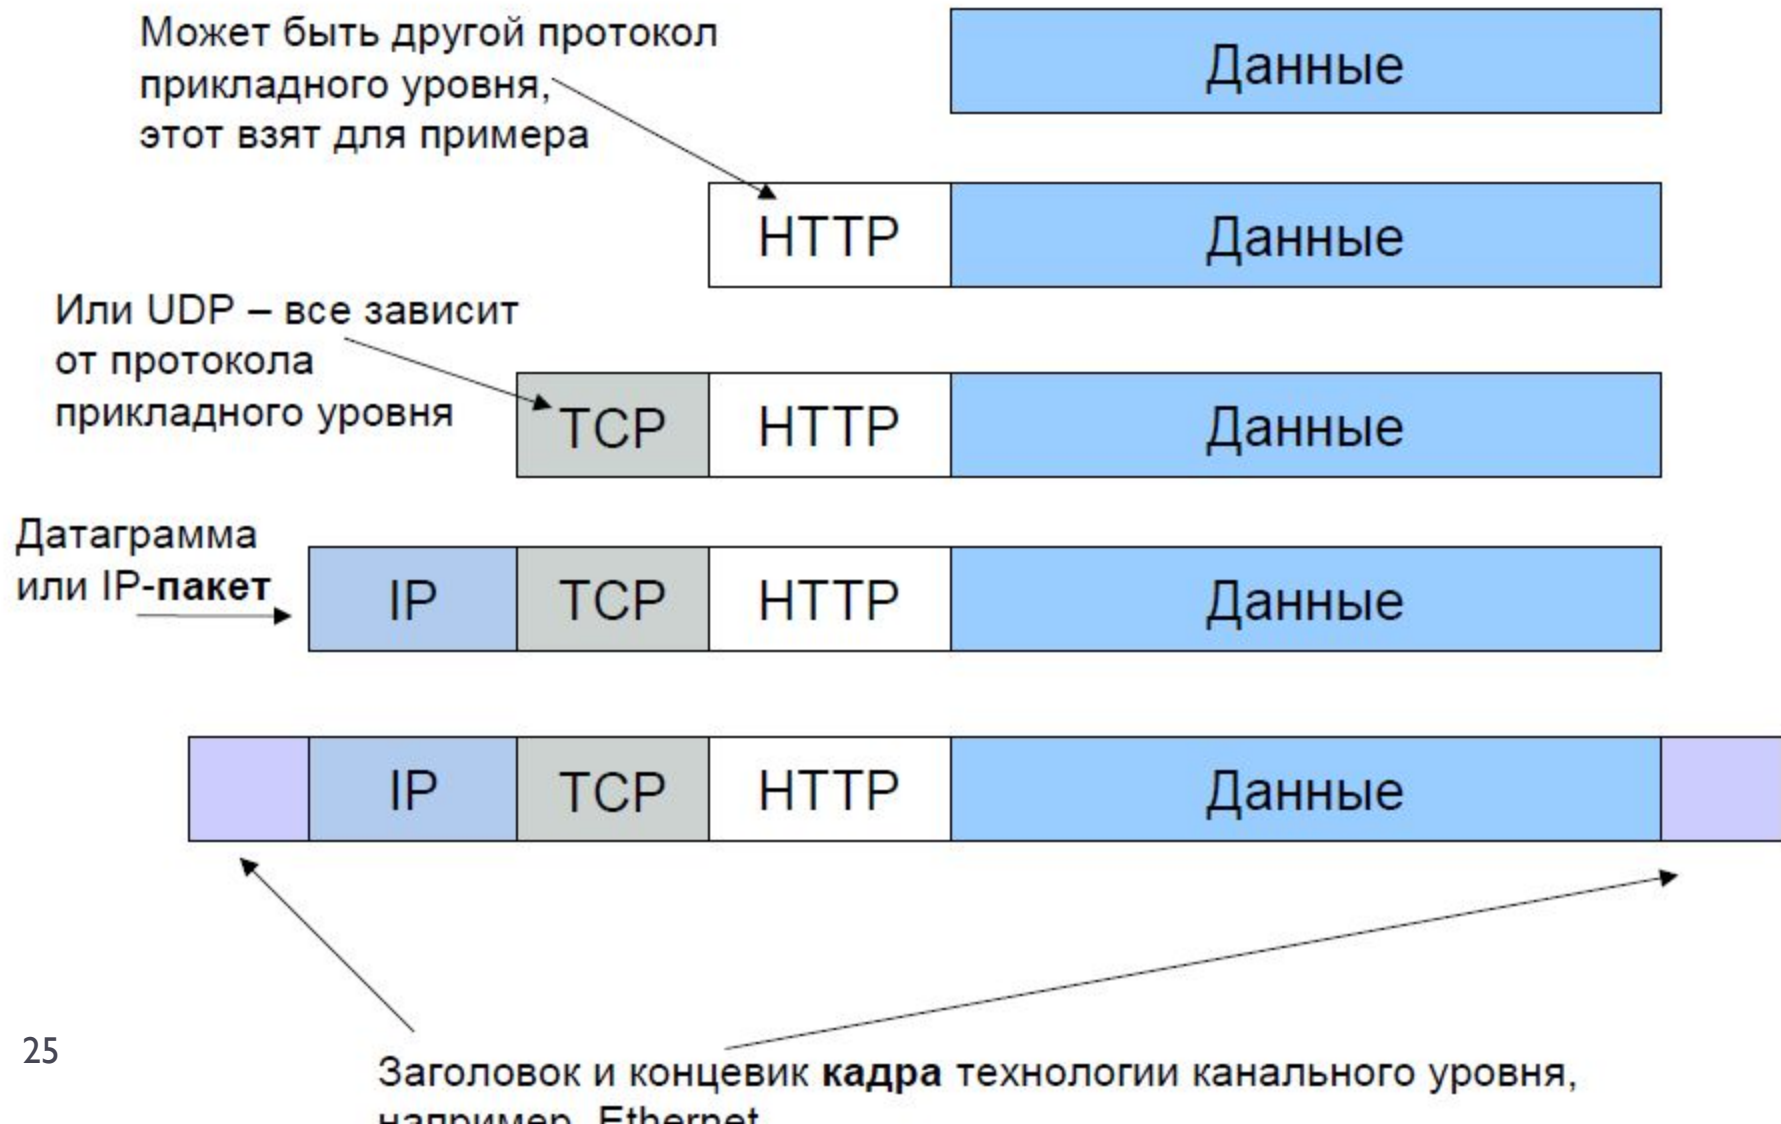 Может быть другой протокол
прикладного уровня,
этот взят для примера
Данные
HTTP Данные
Или UDP – все зависит
от протокола
прикладного уровня
TCP HTTP Данные
Датаграмма
или IP-пакет
IP TCP HTTP Данные
IP TCP HTTP Данные
25
Заголовок и концевик кадра технологии канального уровня,
например, Ethernet